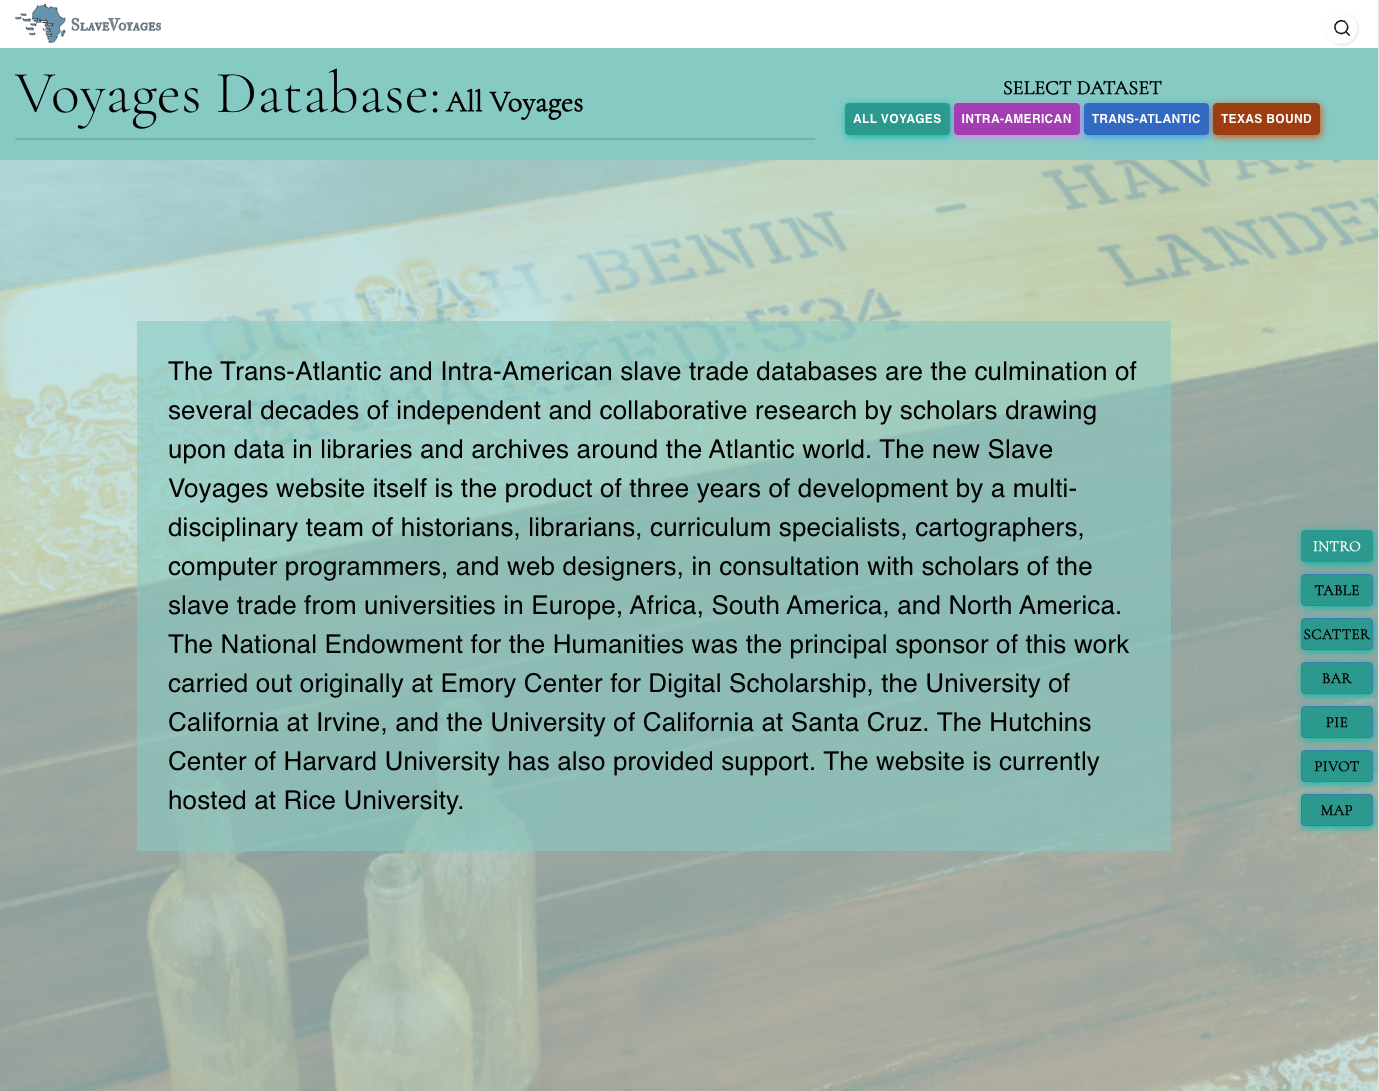 SLAVEVOYAGES
Voyages Database: All Voyages
SELECT DATASET
ALL VOYAGES INTRA-AMERICAN TRANS-ATLANTIC TEXAS BOUND
HAVAN
BENIN -
LANDE
534
The Trans-Atlantic and Intra-American slave trade databases are the culmination of
several decades of independent and collaborative research by scholars drawing
upon data in libraries and archives around the Atlantic world. The new Slave
Voyages website itself is the product of three years of development by a multi-
disciplinary team of historians, librarians, curriculum specialists, cartographers,
computer programmers, and web designers, in consultation with scholars of the
slave trade from universities in Europe, Africa, South America, and North America.
The National Endowment for the Humanities was the principal sponsor of this work
carried out originally at Emory Center for Digital Scholarship, the University of
California at Irvine, and the University of California at Santa Cruz. The Hutchins
Center of Harvard University has also provided support. The website is currently
hosted at Rice University.
INTRO
TABLE
SCATTER
BAR
PIE
PIVOT
MAP